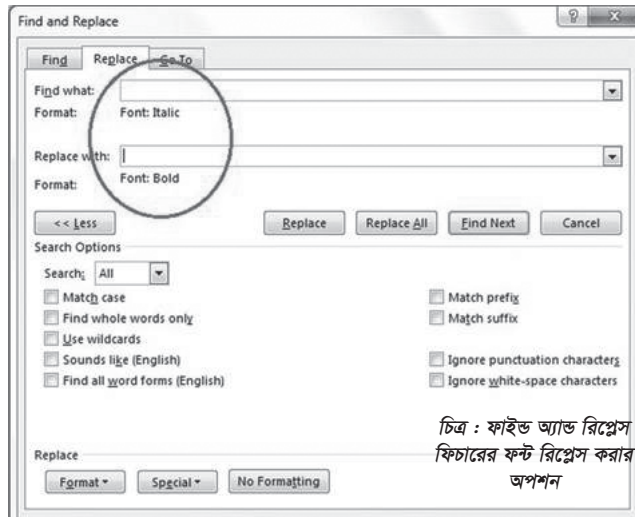 Find and Replace
Find Replace Go To
Find what:
Format: Font: Italic
Replace with:
Format: Font: Bold
<< Less Replace Replace All Find Next Cancel
Search Options
Search: All
Match case Match prefix
Find whole words only Match suffix
Use wildcards
Sounds like (English) Ignore punctuation characters
Find all word forms (English) Ignore white-space characters
চিত্র : ফাইন্ড অ্যান্ড রিপ্লেস
ফিচারের ফন্ট রিপ্লেস করার
অপশন
Replace
Format Special No Formatting